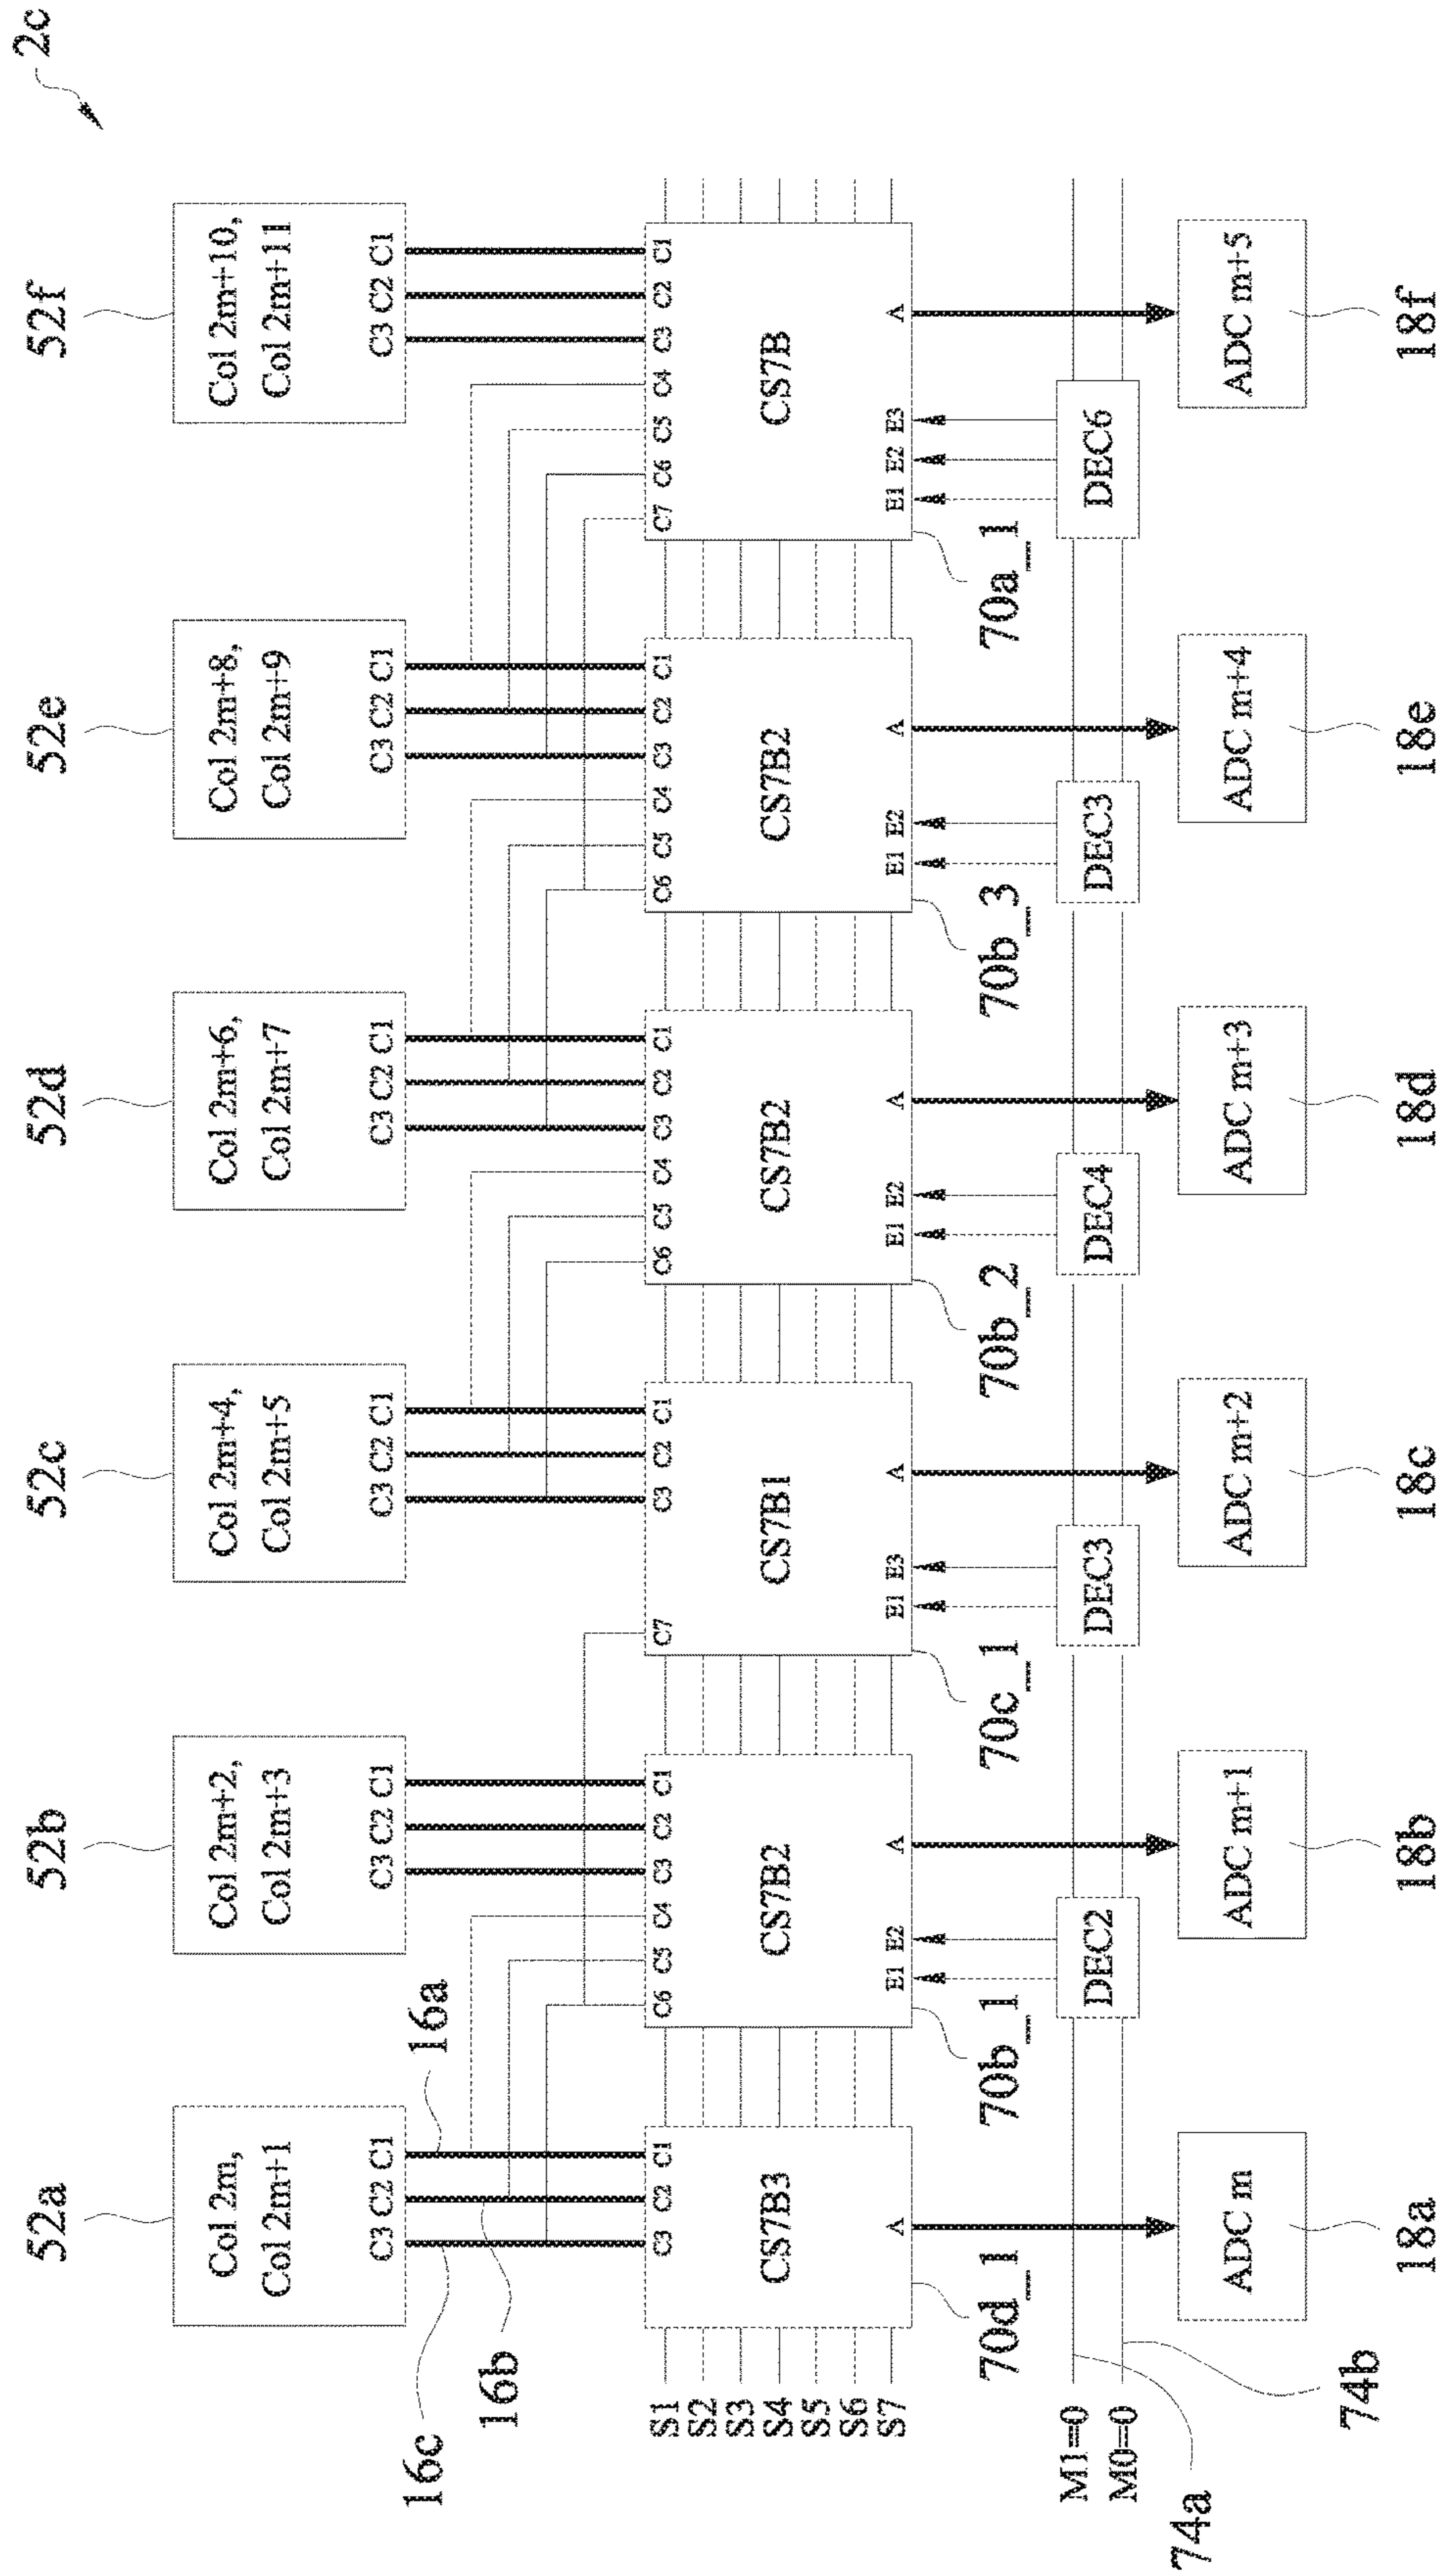 2c
52a
52b
52c
52d
52e
52f
Col 2m,
Col 2m+1
C3 C2 C1
Col 2m+2,
Col 2m+3
C3 C2 C1
Col 2m+4,
Col 2m+5
C3 C2 C1
Col 2m+6,
Col 2m+7
C3 C2 C1
Col 2m+8,
Col 2m+9
C3 C2 C1
Col 2m+10,
Col 2m+11
C3 C2 C1
16c
16b
16a
S1
S2
S3
S4
S5
S6
S7
C3 C2 C1
CS7B3
A
C6 C5 C4 C3 C2 C1
CS7B2
E1 E2 A
C7 C3 C2 C1
CS7B1
E1 E3 A
C6 C5 C4 C3 C2 C1
CS7B2
E1 E2 A
C6 C5 C4 C3 C2 C1
CS7B2
E1 E2 A
C7 C6 C5 C4 C3 C2 C1
CS7B
E1 E2 E3 A
70d_1
70b_1
70c_1
70b_2
70b_3
70a_1
M1=0
M0=0
DEC2
DEC3
DEC4
DEC3
DEC6
74a
74b
ADC m
ADC m+1
ADC m+2
ADC m+3
ADC m+4
ADC m+5
18a
18b
18c
18d
18e
18f